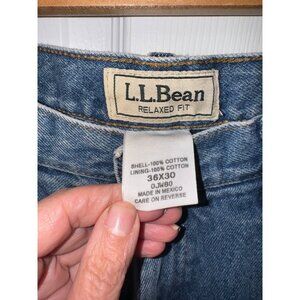 L.L.Bean
RELAXED FIT
SHELL-100% COTTON
LINING-100% COTTON
36X30
0JW80
MADE IN MEXICO
CARE ON REVERSE